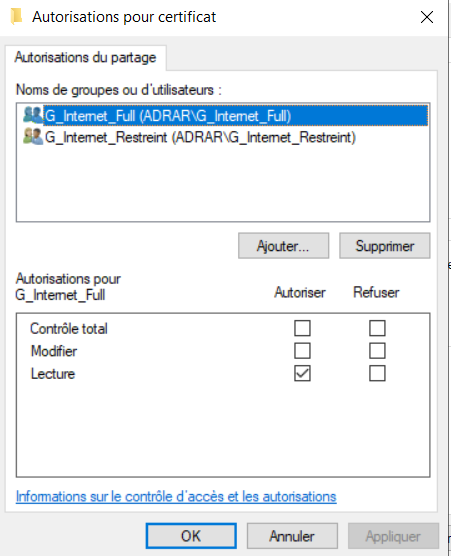 Autorisations pour certificat
Autorisations du partage
Noms de groupes ou d'utilisateurs :
G_Internet_Full (ADRAR\G_Internet_Full)
G_Internet_Restreint (ADRAR\G_Internet_Restreint)
Ajouter... Supprimer
Autorisations pour
G_Internet_Full Autoriser Refuser
Contrôle total
Modifier
Lecture
Informations sur le contrôle d'accès et les autorisations
OK Annuler Appliquer